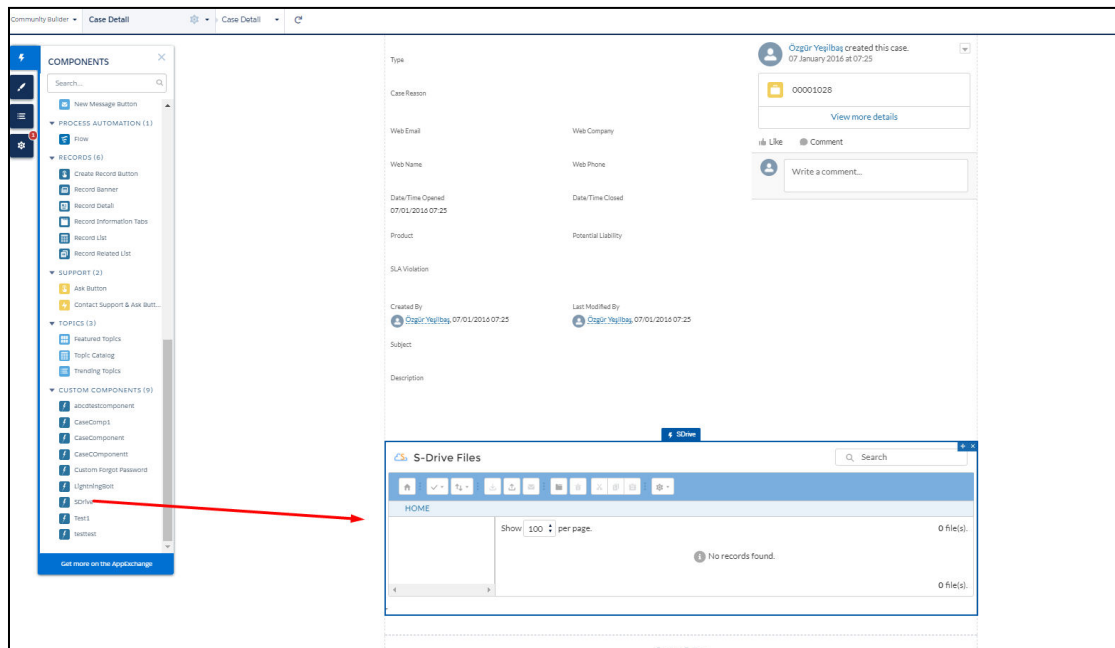 Community Builder
Case Detail
Case Detail
COMPONENTS
Search...
New Message Button
PROCESS AUTOMATION (1)
Flow
RECORDS (6)
Create Record Button
Record Banner
Record Detail
Record Information Tabs
Record List
Record Related List
SUPPORT (2)
Ask Button
Contact Support & Ask Butt...
TOPICS (3)
Featured Topics
Topic Catalog
Trending Topics
CUSTOM COMPONENTS (9)
abcdtestcomponent
CaseComp1
CaseComponent
CaseCOmponentt
Custom Forgot Password
LightningBolt
SDrive
Test1
testtest
Get more on the AppExchange
Type
Case Reason
Web Email
Web Company
Web Name
Web Phone
Date/Time Opened
Date/Time Closed
07/01/2016 07:25
Product
Potential Liability
SLA Violation
Created By
Last Modified By
Özgür Yeşilbaş, 07/01/2016 07:25
Özgür Yeşilbaş, 07/01/2016 07:25
Subject
Description
Özgür Yeşilbaş created this case.
07 January 2016 at 07:25
00001028
View more details
Like
Comment
Write a comment...
SDrive
S-Drive Files
Search
HOME
Show 100 per page.
0 file(s).
No records found.
0 file(s).